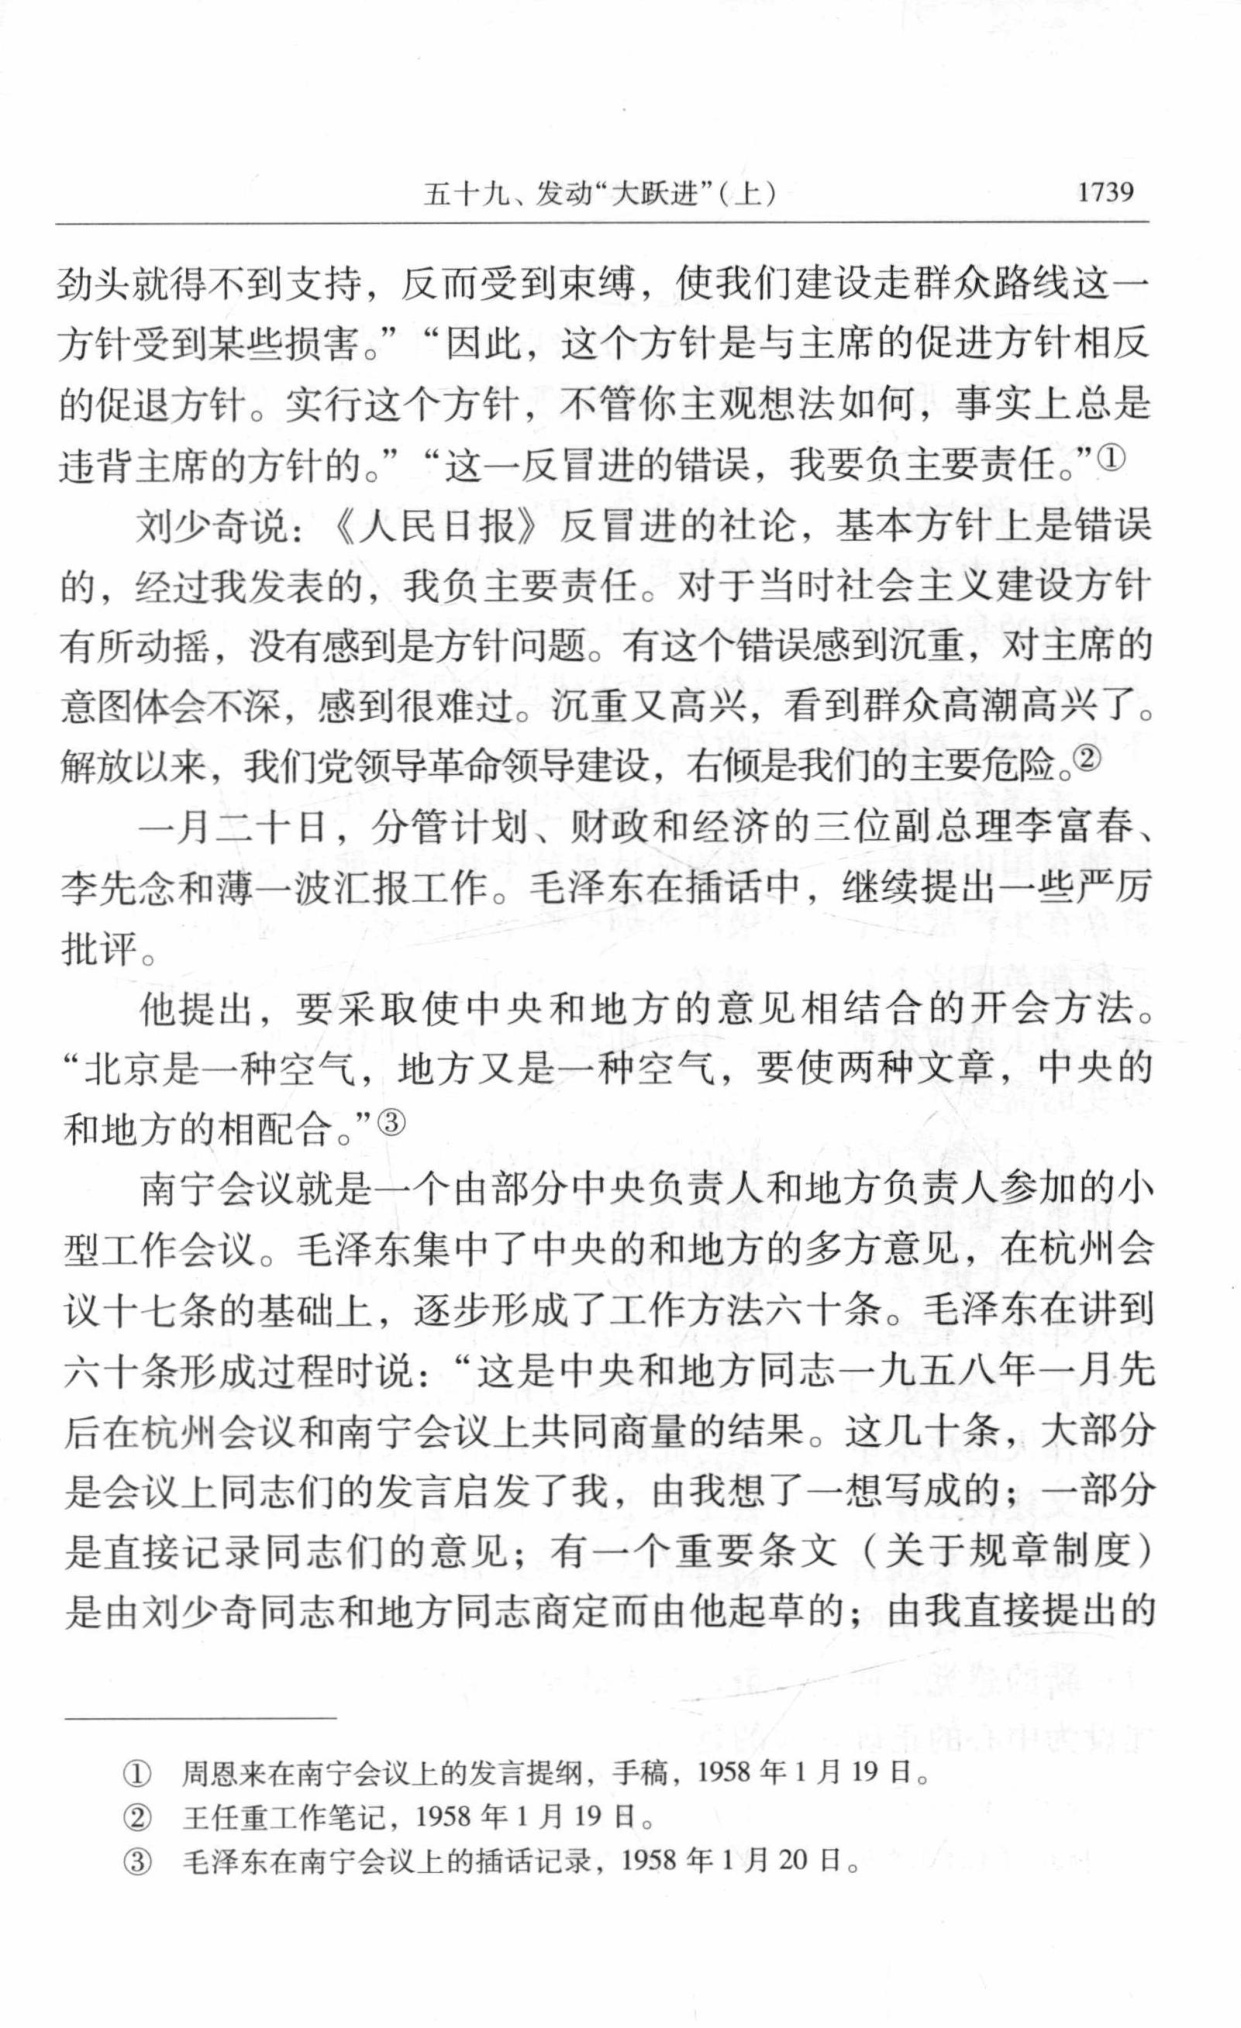 五十九、发动“大跃进”（上） 1739
劲头就得不到支持，反而受到束缚，使我们建设走群众路线这一
方针受到某些损害。”“因此，这个方针是与主席的促进方针相反
的促退方针。实行这个方针，不管你主观想法如何，事实上总是
违背主席的方针的。”“这一反冒进的错误，我要负主要责任。”①
刘少奇说：《人民日报》反冒进的社论，基本方针上是错误
的，经过我发表的，我负主要责任。对于当时社会主义建设方针
有所动摇，没有感到是方针问题。有这个错误感到沉重，对主席的
意图体会不深，感到很难过。沉重又高兴，看到群众高潮高兴了。
解放以来，我们党领导革命领导建设，右倾是我们的主要危险。②
一月二十日，分管计划、财政和经济的三位副总理李富春、
李先念和薄一波汇报工作。毛泽东在插话中，继续提出一些严厉
批评。
他提出，要采取使中央和地方的意见相结合的开会方法。
“北京是一种空气，地方又是一种空气，要使两种文章，中央的
和地方的相配合。”③
南宁会议就是一个由部分中央负责人和地方负责人参加的小
型工作会议。毛泽东集中了中央的和地方的多方意见，在杭州会
议十七条的基础上，逐步形成了工作方法六十条。毛泽东在讲到
六十条形成过程时说：“这是中央和地方同志一九五八年一月先
后在杭州会议和南宁会议上共同商量的结果。这几十条，大部分
是会议上同志们的发言启发了我，由我想了一想写成的；一部分
是直接记录同志们的意见；有一个重要条文（关于规章制度）
是由刘少奇同志和地方同志商定而由他起草的；由我直接提出的
① 周恩来在南宁会议上的发言提纲，手稿，1958 年 1 月 19 日。
② 王任重工作笔记，1958 年 1 月 19 日。
③ 毛泽东在南宁会议上的插话记录，1958 年 1 月 20 日。